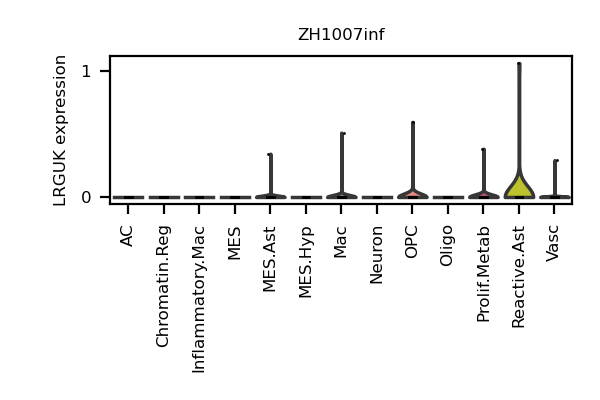 ZH1007inf
LRGUK expression
1
0
AC
Chromatin.Reg
Inflammatory.Mac
MES
MES.Ast
MES.Hyp
Mac
Neuron
OPC
Oligo
Prolif.Metab
Reactive.Ast
Vasc